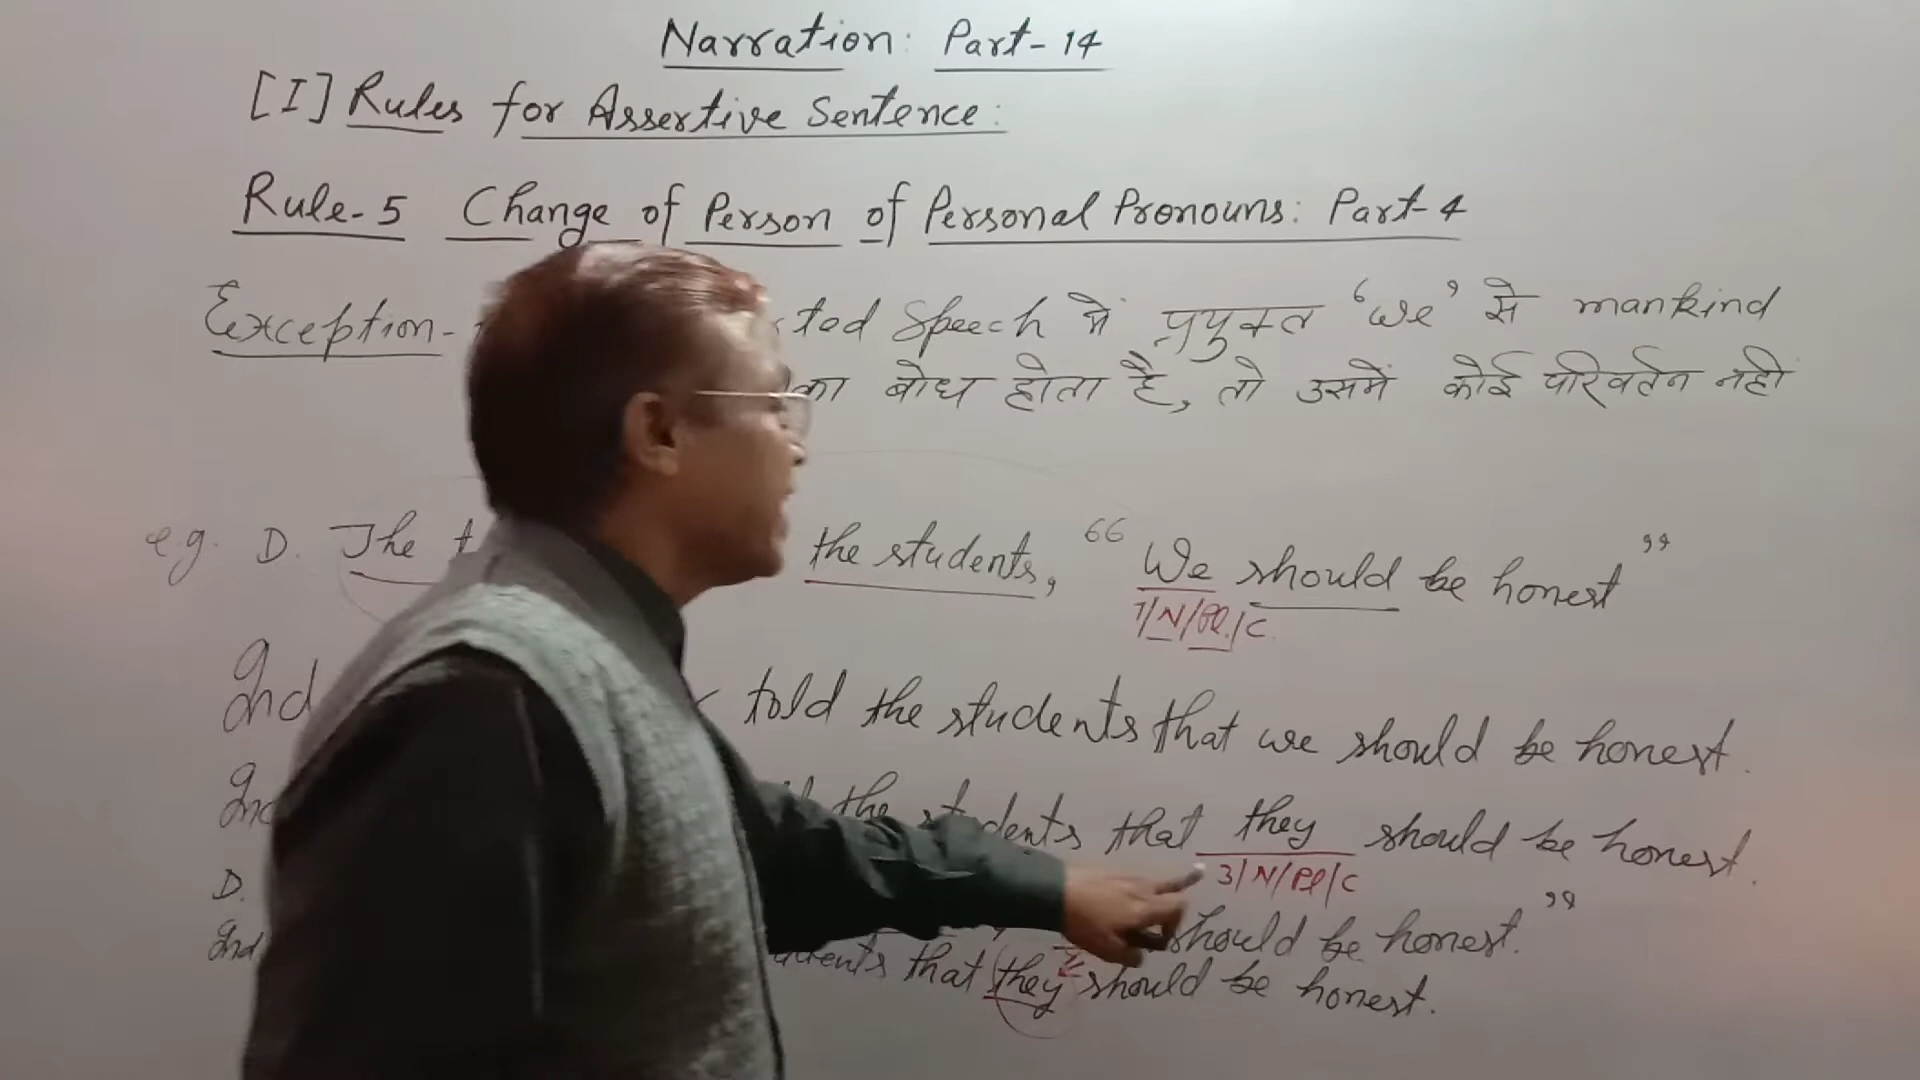 Narration: Part-14
[I] Rules for Assertive Sentence:
Rule-5 Change of Person of Personal Pronouns: Part-4
Exception- Speech में प्रयुक्त 'We' से mankind
का बोध होता है, तो उसमें कोई परिवर्तन नही
e.g. D. The the students, "We should be honest"
1/N/Pl./C.
Ind told the students that we should be honest.
the students that they should be honest.
3/N/Pl/C
D. should be honest."
Ind that they should be honest.